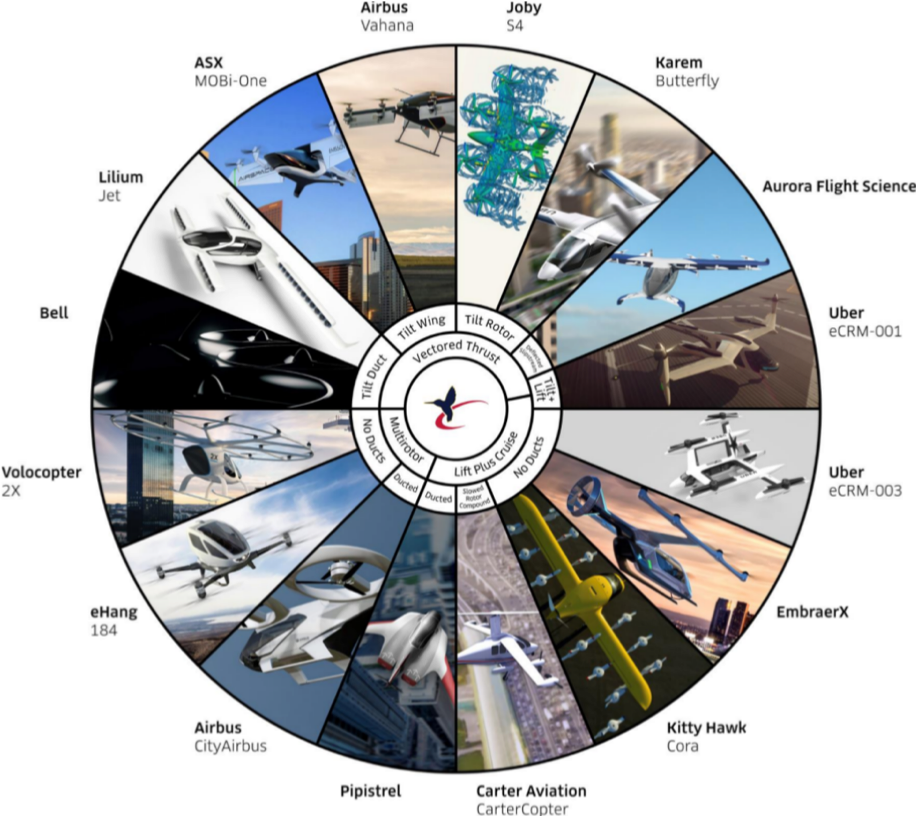 Airbus
Vahana
Joby
S4
ASX
MOBi-One
Karem
Butterfly
Lilium
Jet
Aurora Flight Science
Bell
Uber
eCRM-001
Tilt Wing
Tilt Rotor
Vectored Thrust
Tilt Duct
Tilt+
Lift
No Ducts
Multirotor
Lift Plus Cruise
No Ducts
Ducted
Ducted
Slowed
Rotor
Compound
Volocopter
2X
Uber
eCRM-003
eHang
184
EmbraerX
Airbus
CityAirbus
Kitty Hawk
Cora
Pipistrel
Carter Aviation
CarterCopter